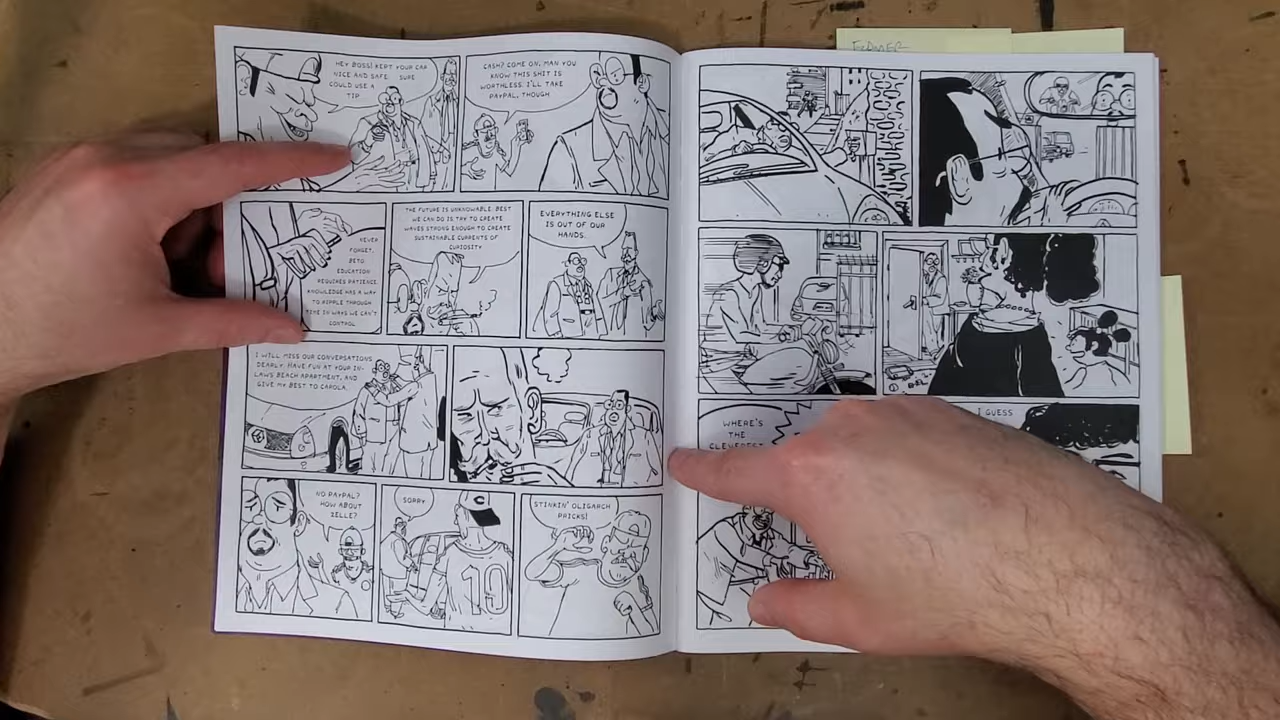 HEY BOSS! KEPT YOUR CAR
NICE AND SAFE. SURE
COULD USE A
TIP
CASH? COME ON, MAN YOU
KNOW THIS SHIT IS
WORTHLESS. I'LL TAKE
PAYPAL, THOUGH
NEVER
FORGET,
BETO
EDUCATION
REQUIRES PATIENCE.
KNOWLEDGE HAS A WAY
TO RIPPLE THROUGH
TIME IN WAYS WE CAN'T
CONTROL
THE FUTURE IS UNKNOWABLE. BEST
WE CAN DO IS TRY TO CREATE
WAVES STRONG ENOUGH TO CREATE
SUSTAINABLE CURRENTS OF
CURIOSITY
EVERYTHING ELSE
IS OUT OF OUR
HANDS.
I WILL MISS OUR CONVERSATIONS
DEARLY. HAVE FUN AT YOUR IN-
LAWS BEACH APARTMENT, AND
GIVE MY BEST TO CAROLA.
NO PAYPAL?
HOW ABOUT
ZELLE?
SORRY
C
19
STINKIN' OLIGARCH
PRICKS!
WHERE'S
THE
CLEVEREST
I GUESS